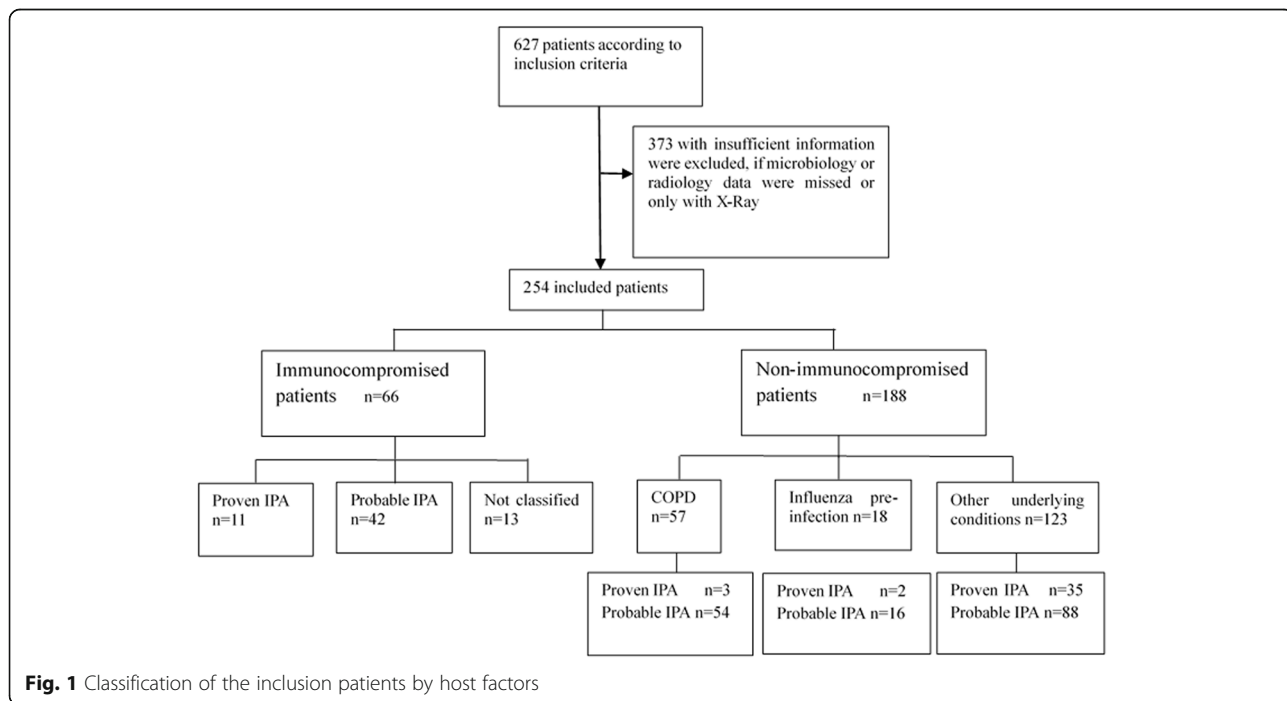 627 patients according to
inclusion criteria
373 with insufficient information
were excluded, if microbiology or
radiology data were missed or
only with X-Ray
254 included patients
Immunocompromised
patients n=66
Non-immunocompromised
patients n=188
Proven IPA
n=11
Probable IPA
n=42
Not classified
n=13
COPD
n=57
Influenza pre-
infection n=18
Other underlying
conditions n=123
Proven IPA n=3
Probable IPA n=54
Proven IPA n=2
Probable IPA n=16
Proven IPA n=35
Probable IPA n=88
Fig. 1 Classification of the inclusion patients by host factors